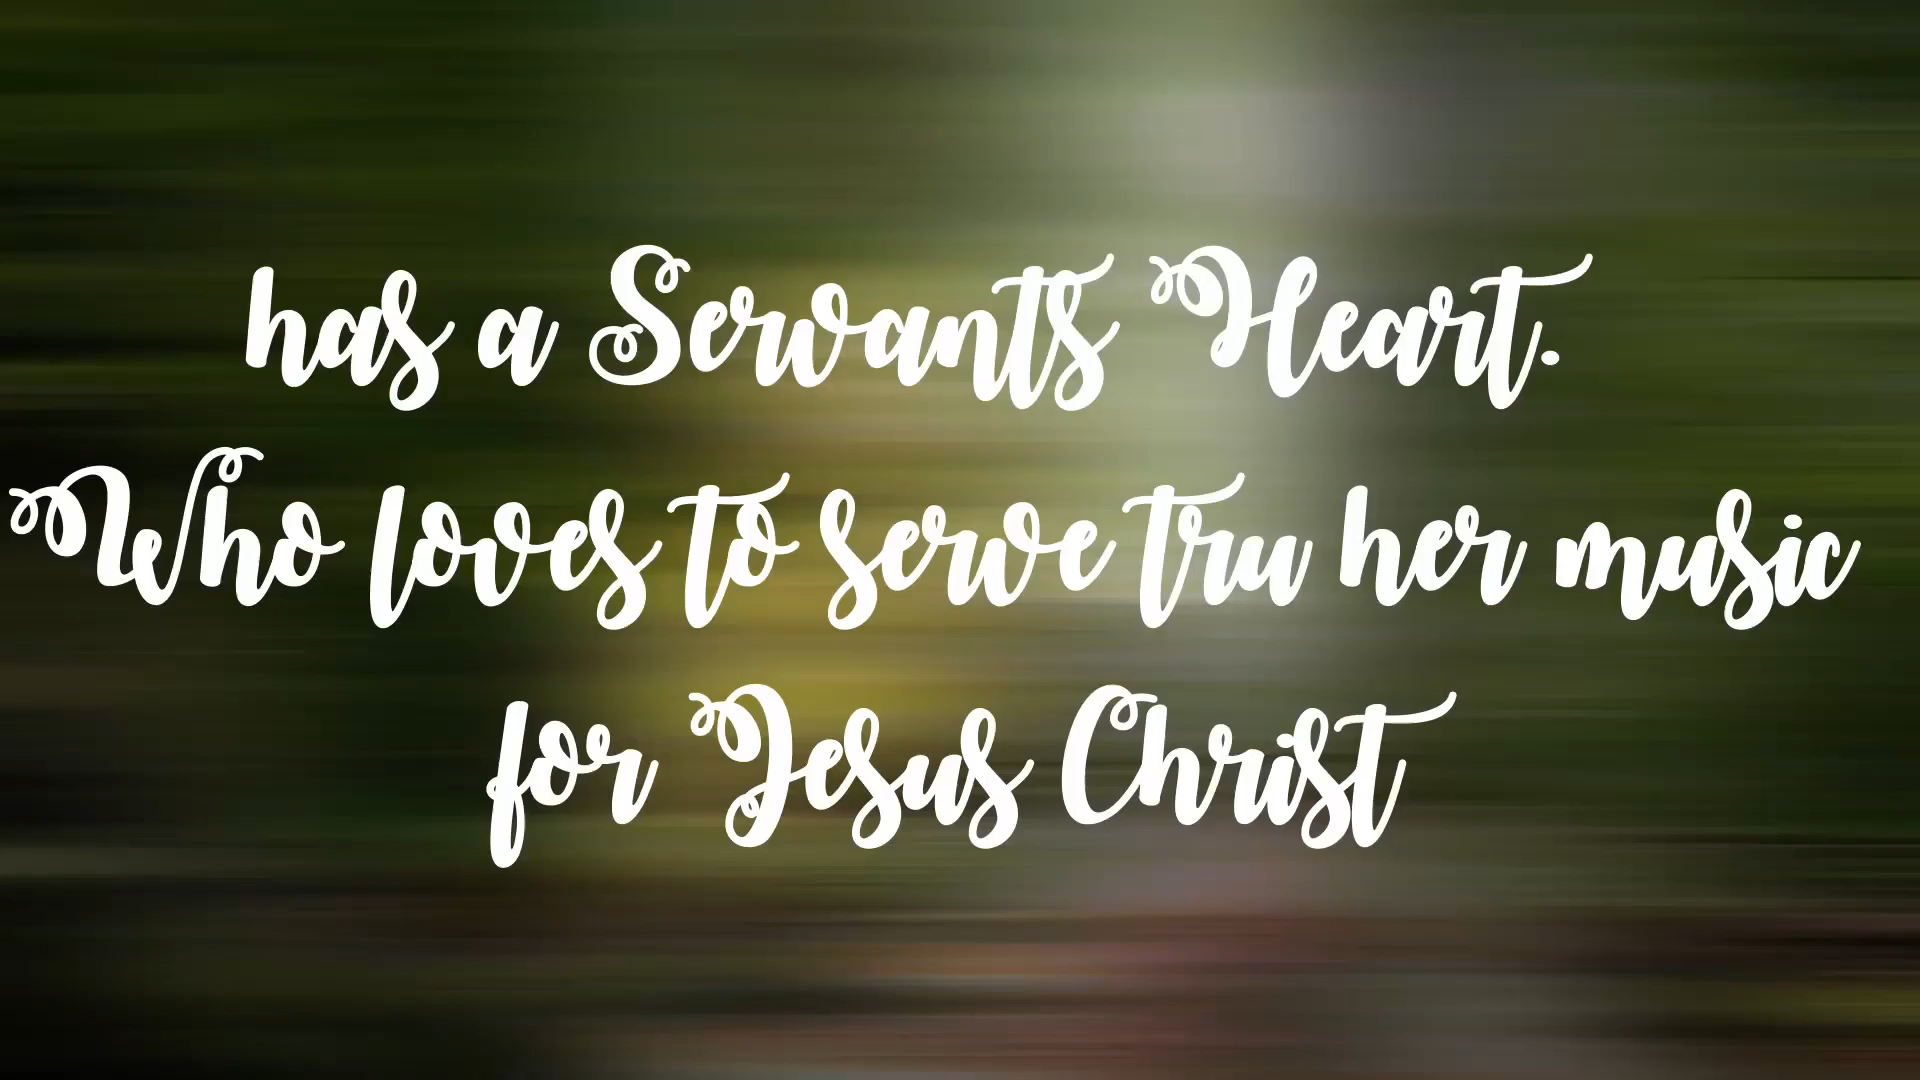 has a Servants Heart.
Who loves to serve tru her music
for Jesus Christ